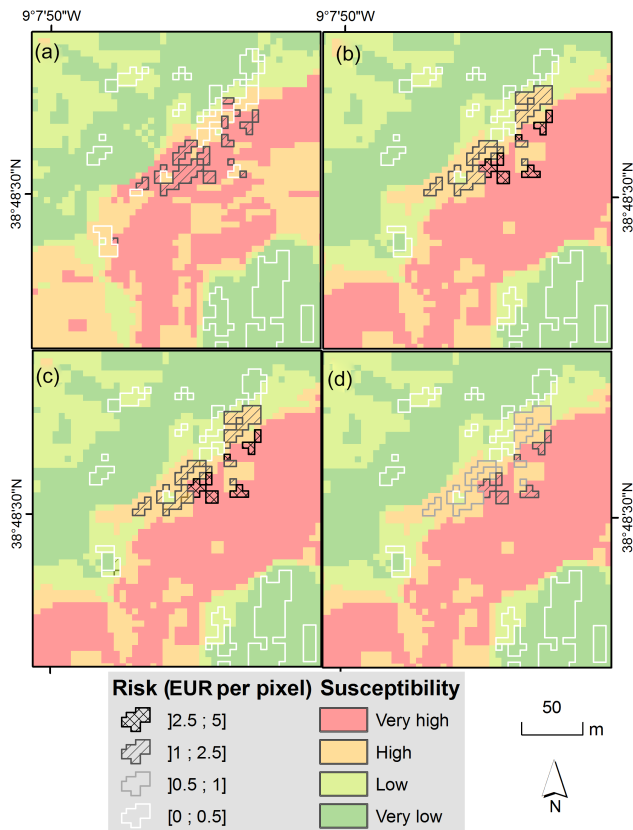 9°7'50"W 9°7'50"W
(a) (b)
38°48'30"N 38°48'30"N
(c) (d)
38°48'30"N 38°48'30"N
Risk (EUR per pixel) Susceptibility
]2.5 ; 5] Very high
]1 ; 2.5] High
]0.5 ; 1] Low
[0 ; 0.5] Very low
50
m
N